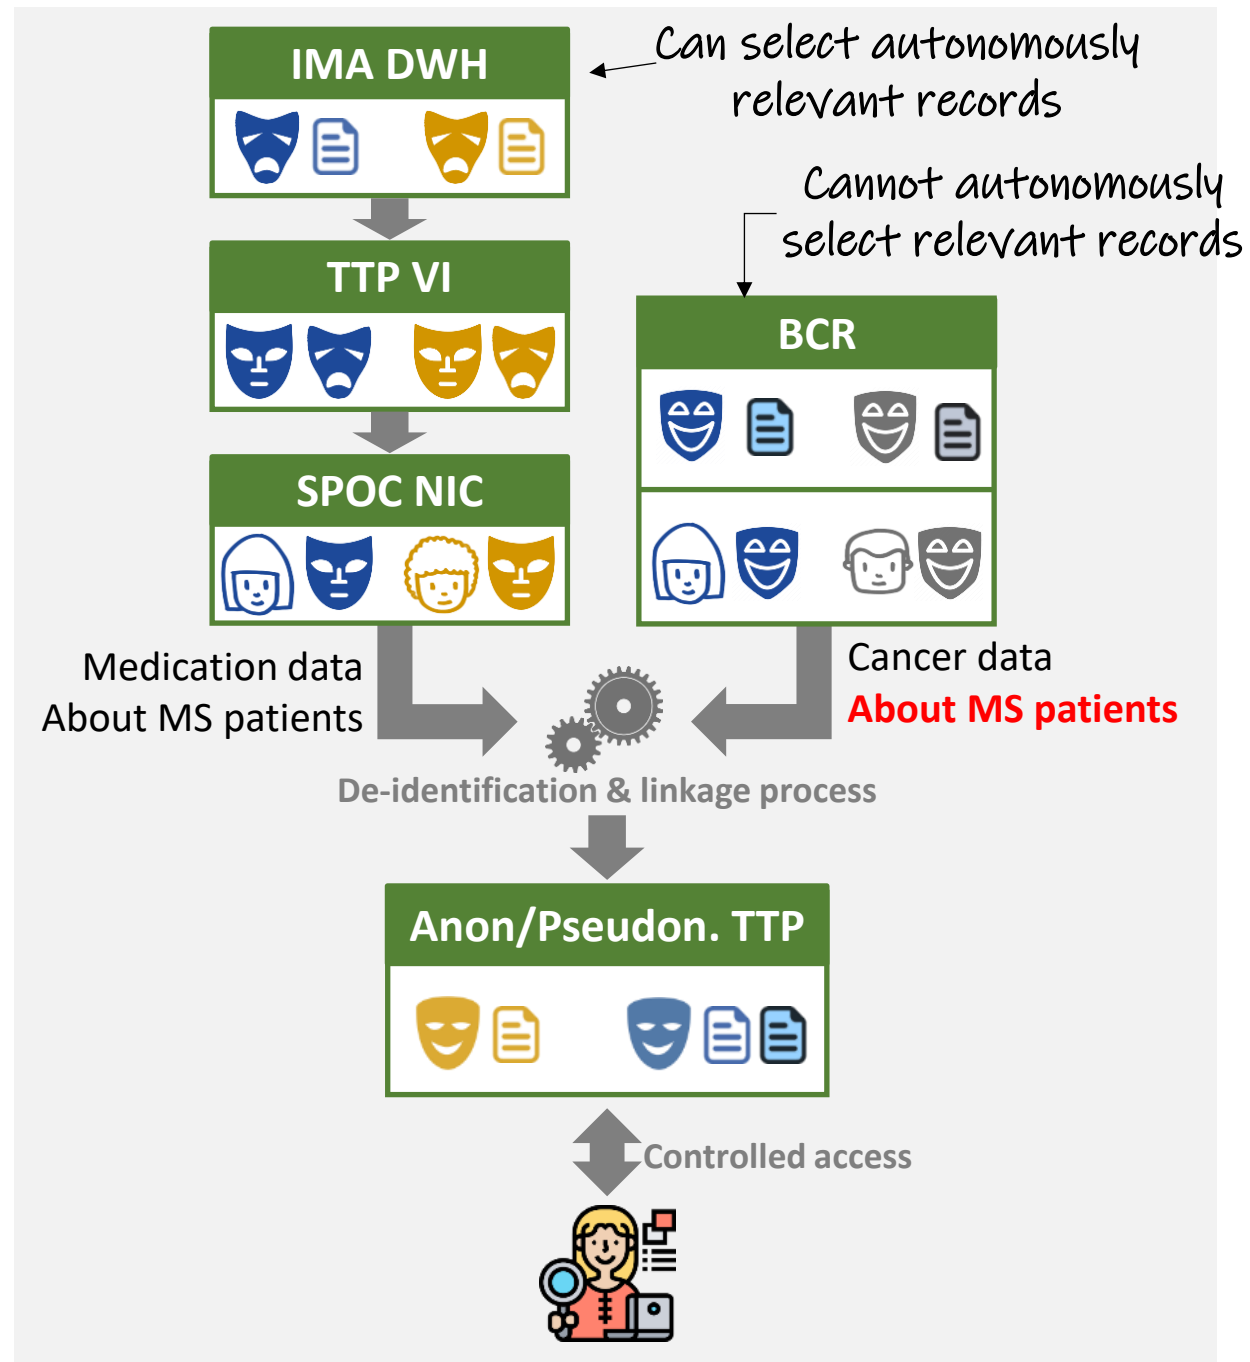 IMA DWH
Can select autonomously
relevant records
Cannot autonomously
select relevant records
TTP VI
BCR
SPOC NIC
Medication data
About MS patients
Cancer data
About MS patients
De-identification & linkage process
Anon/Pseudon. TTP
Controlled access